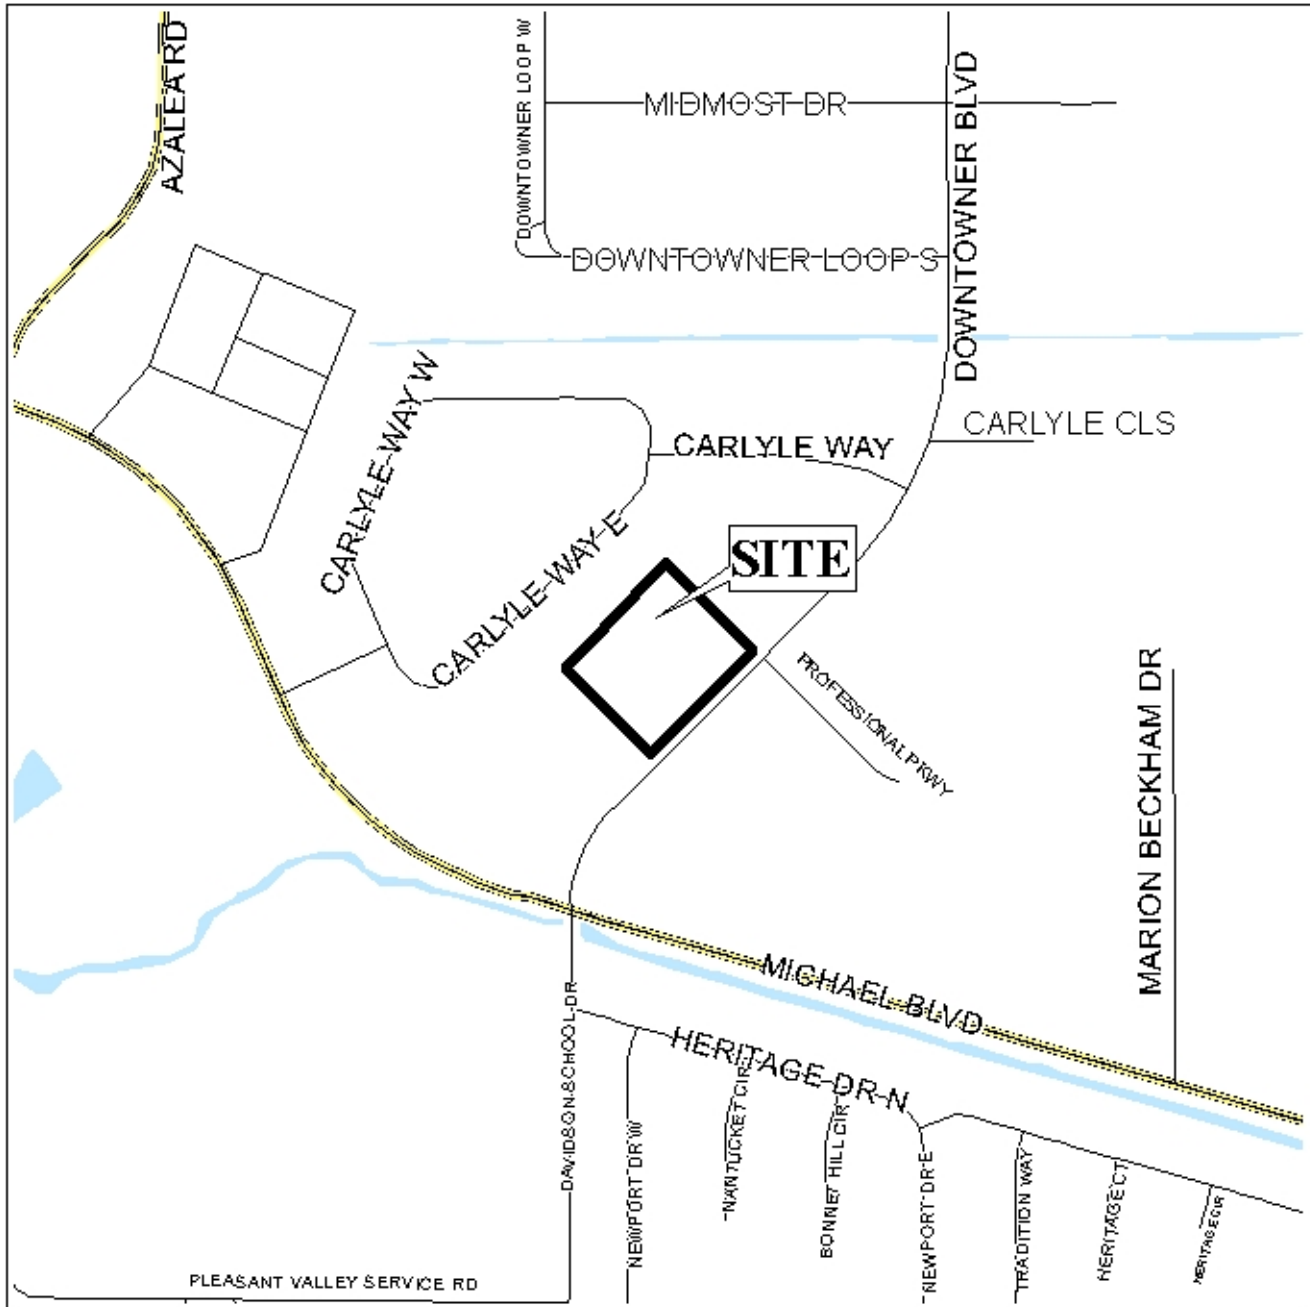 AZALEA RD
DOWNTOWNER LOOP W
MIDMOST DR
DOWNTOWNER BLVD
DOWNTOWNER LOOP S
CARLYLE WAY W
CARLYLE WAY
CARLYLE CLS
CARLYLE WAY E
SITE
PROFESSIONAL PKWY
MARION BECKHAM DR
MICHAEL BLVD
DAVIDSON SCHOOL DR
HERITAGE DR N
NEWPORT DR W
NANTUCKET CIR
BONNET HILL CIR
NEWPORT DR E
TRADITION WAY
HERITAGE CT
HERITAGE CIR
PLEASANT VALLEY SERVICE RD